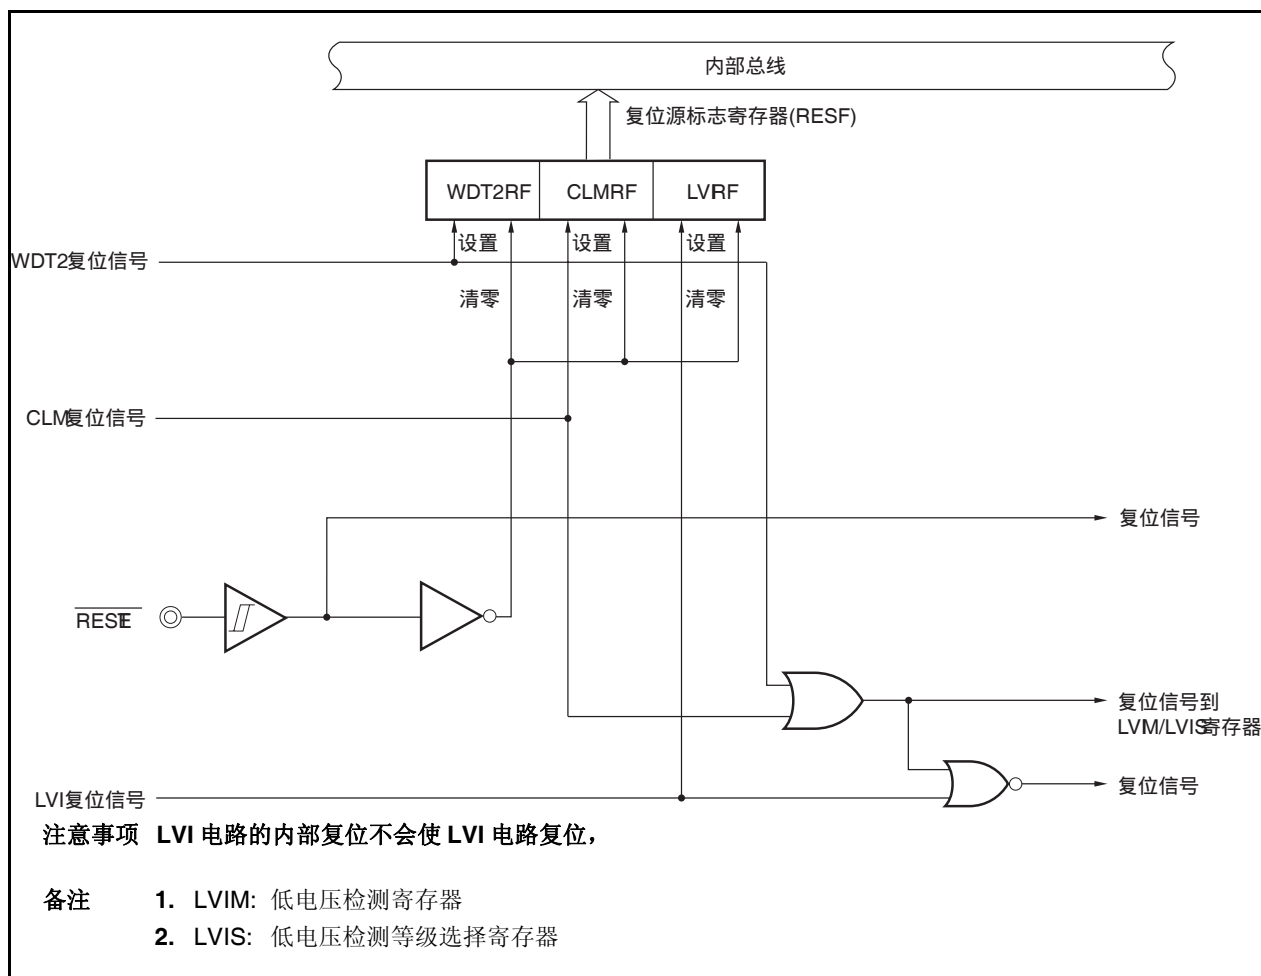 内部总线
复位源标志寄存器(RESF)
WDT2RF CLMRF LVIRF
设置 设置 设置
WDT2复位信号
清零 清零 清零
CLM复位信号
复位信号
RESET
复位信号到
LVIM/LVIS寄存器
复位信号
LVI复位信号
注意事项 LVI 电路的内部复位不会使 LVI 电路复位，
备注 1. LVIM: 低电压检测寄存器
2. LVIS: 低电压检测等级选择寄存器